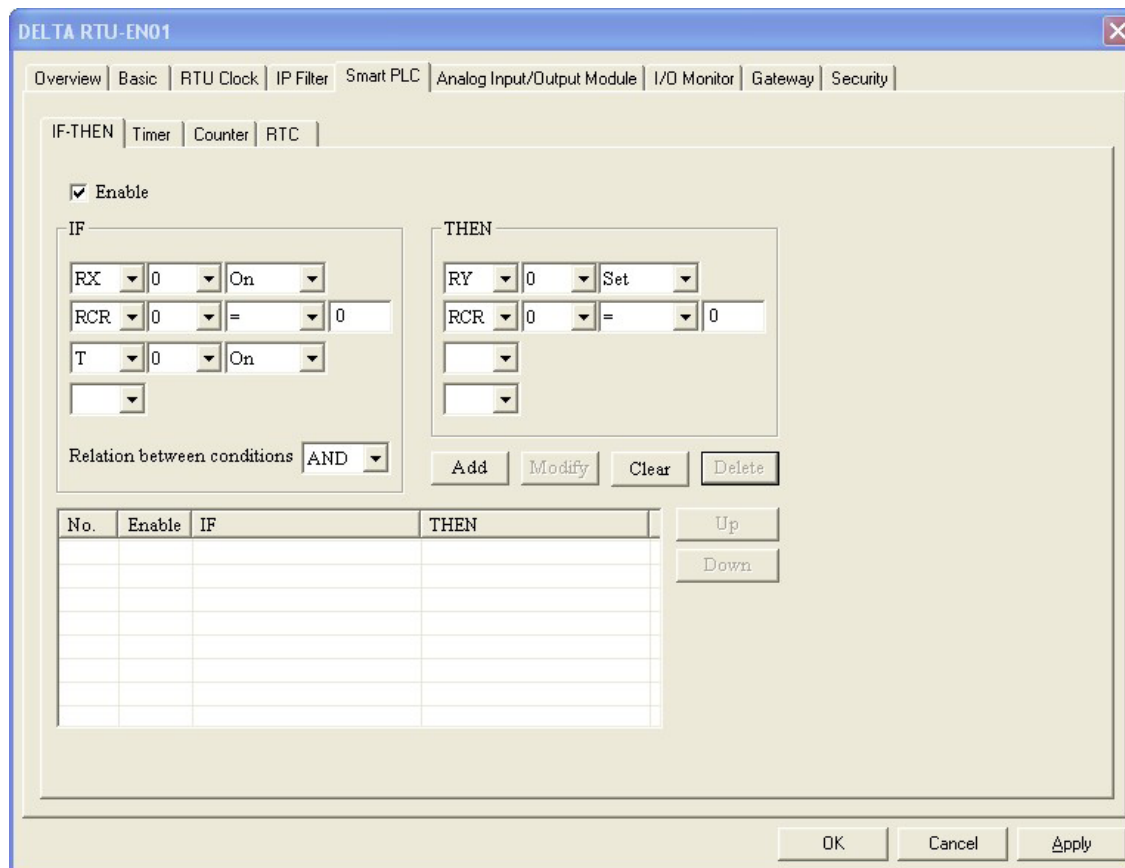 DELTA RTU-EN01
Overview Basic RTU Clock IP Filter Smart PLC Analog Input/Output Module I/O Monitor Gateway Security
IF-THEN Timer Counter RTC
Enable
IF
RX 0 On
RCR 0 = 0
T 0 On
Relation between conditions AND
THEN
RY 0 Set
RCR 0 = 0
Add Modify Clear Delete
No. Enable IF THEN
Up
Down
OK Cancel Apply